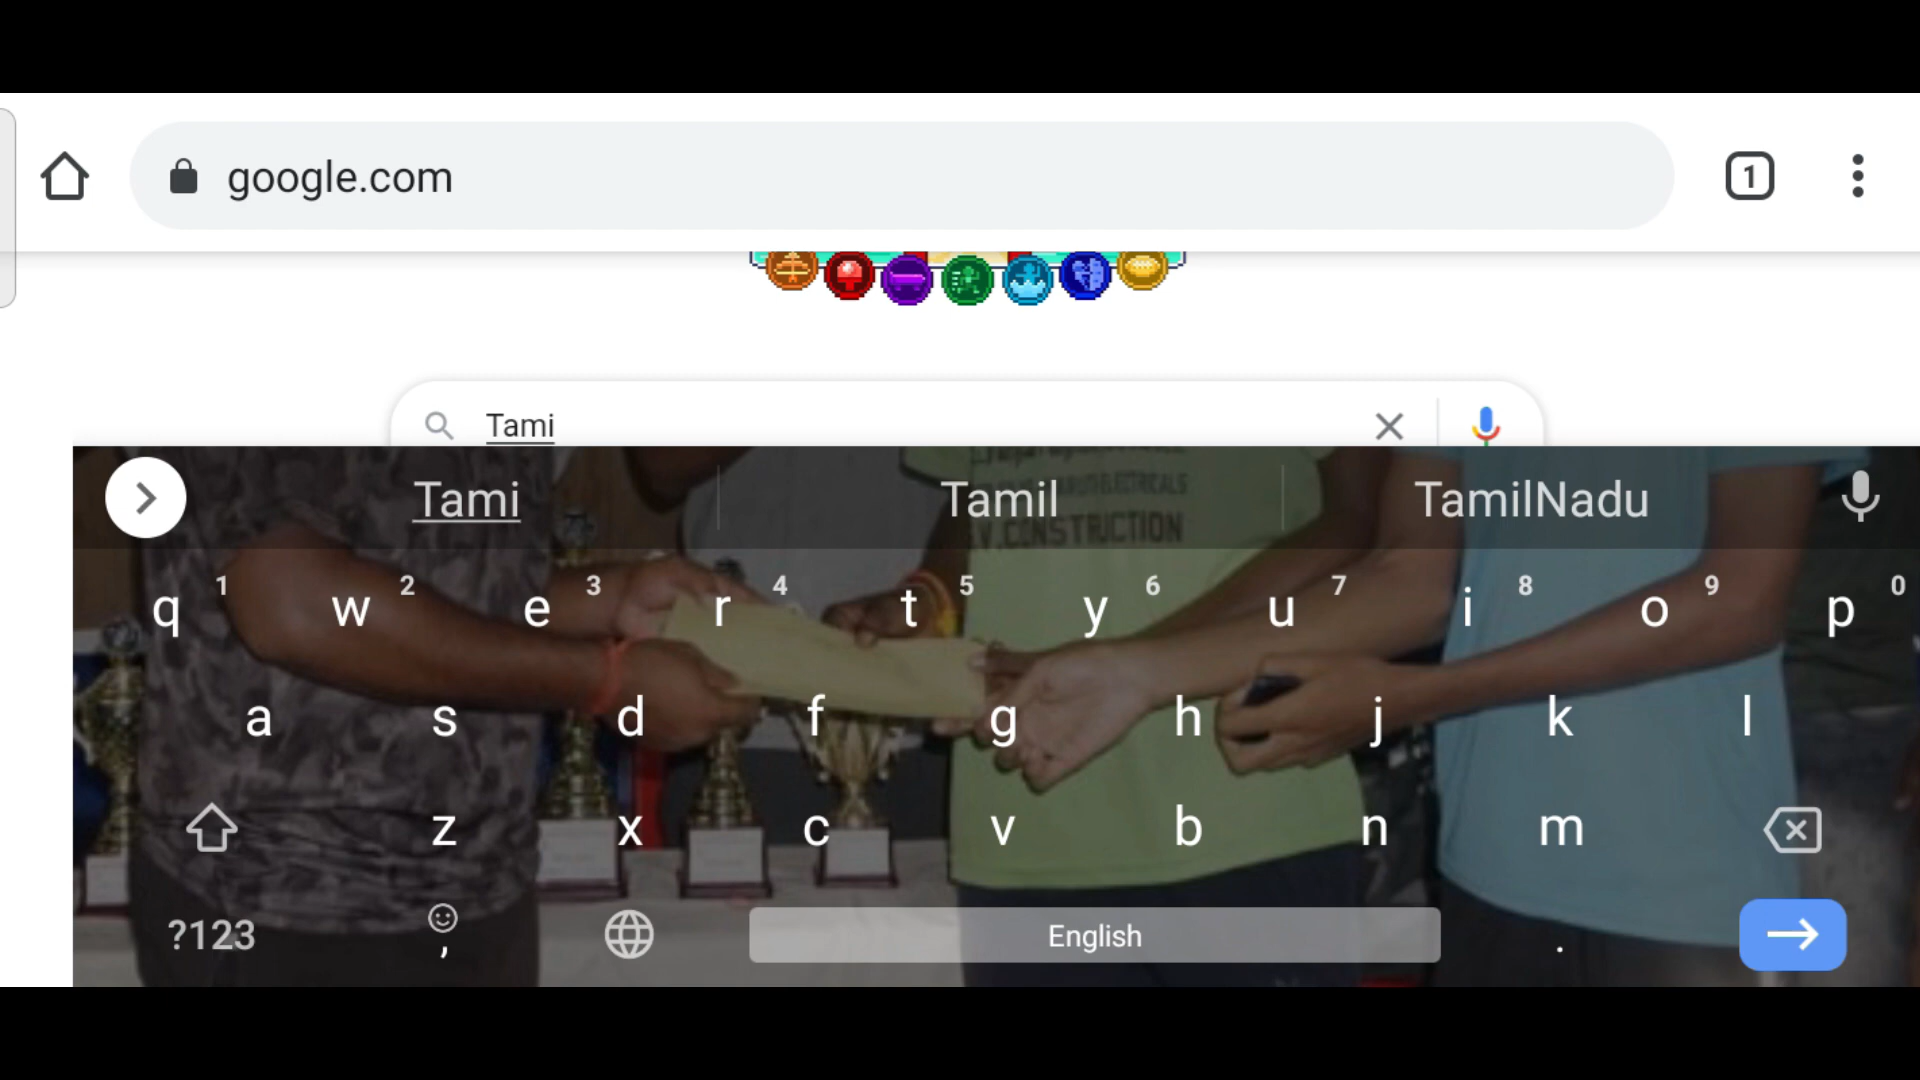 google.com
1
Tami
ELECTRICALS
V.CONSTRUCTION
Tami Tamil TamilNadu
q 1 w 2 e 3 r 4 t 5 y 6 u 7 i 8 o 9 p 0
a s d f g h j k l
z x c v b n m
?123 , English .